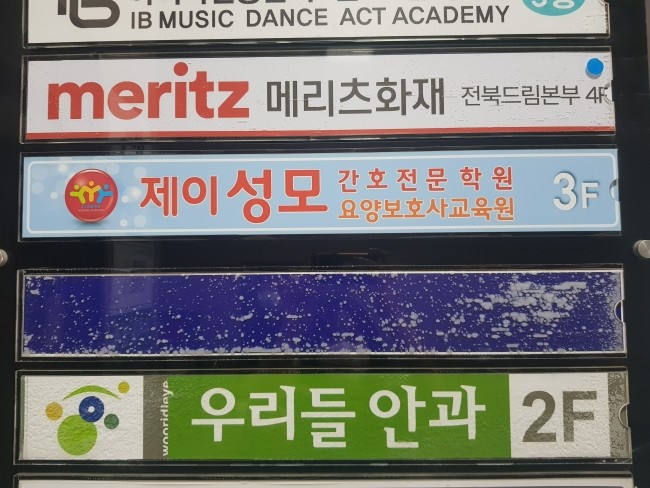 IB MUSIC DANCE ACT ACADEMY
meritz 메리츠화재 전북드림본부 4F
제이성모 간호전문학원
요양보호사교육원
3F
wooridleye 우리들 안과 2F